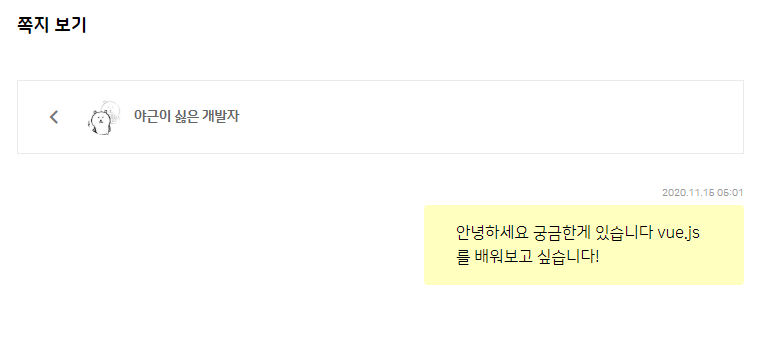 쪽지 보기
야근이 싫은 개발자
2020.11.15 05:01
안녕하세요 궁금한게 있습니다 vue.js
를 배워보고 싶습니다!